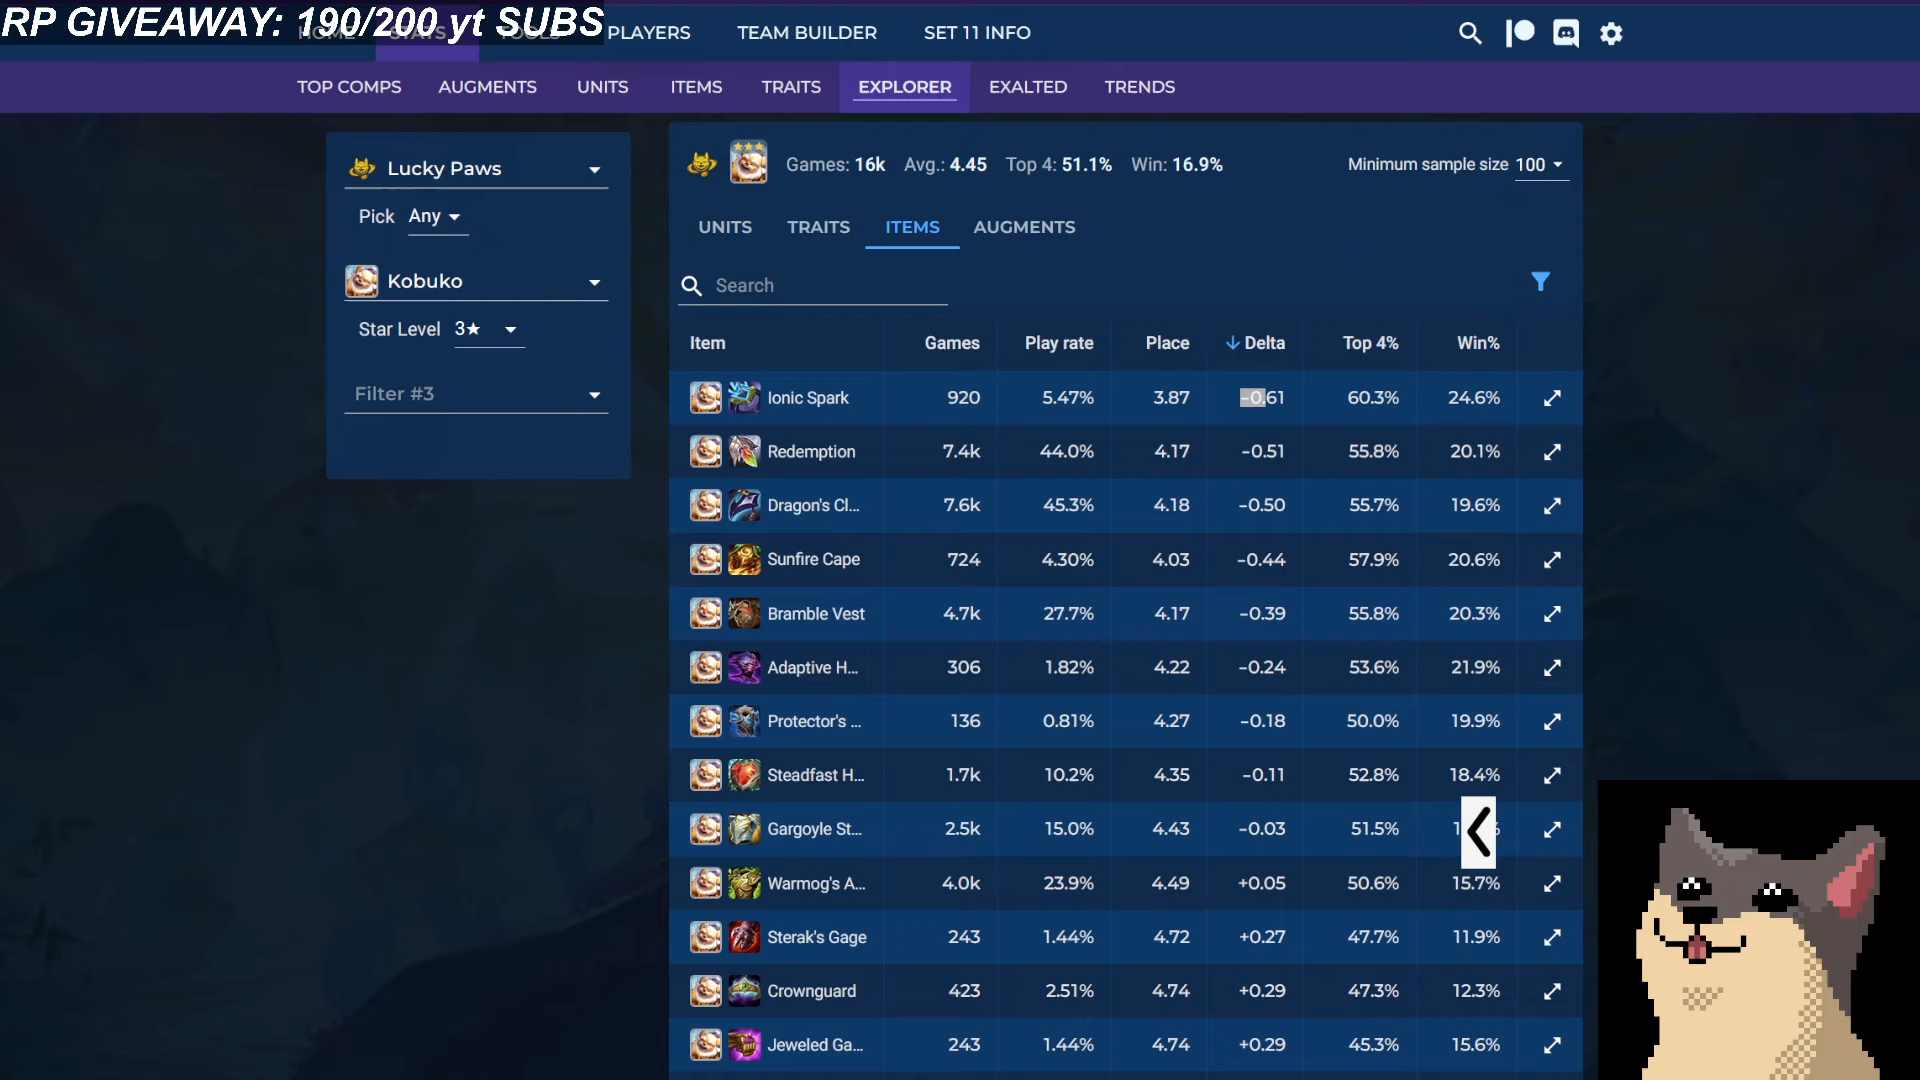 RP GIVEAWAY: 190/200 yt SUBS
HOME STATS TOOLS PLAYERS TEAM BUILDER SET 11 INFO
TOP COMPS AUGMENTS UNITS ITEMS TRAITS EXPLORER EXALTED TRENDS
Lucky Paws
Pick Any
Kobuko
Star Level 3★
Filter #3
Games: 16k Avg.: 4.45 Top 4: 51.1% Win: 16.9% Minimum sample size 100
UNITS TRAITS ITEMS AUGMENTS
Search
Item Games Play rate Place Delta Top 4% Win%
Ionic Spark 920 5.47% 3.87 -0.61 60.3% 24.6%
Redemption 7.4k 44.0% 4.17 -0.51 55.8% 20.1%
Dragon's Cl... 7.6k 45.3% 4.18 -0.50 55.7% 19.6%
Sunfire Cape 724 4.30% 4.03 -0.44 57.9% 20.6%
Bramble Vest 4.7k 27.7% 4.17 -0.39 55.8% 20.3%
Adaptive H... 306 1.82% 4.22 -0.24 53.6% 21.9%
Protector's ... 136 0.81% 4.27 -0.18 50.0% 19.9%
Steadfast H... 1.7k 10.2% 4.35 -0.11 52.8% 18.4%
Gargoyle St... 2.5k 15.0% 4.43 -0.03 51.5%
Warmog's A... 4.0k 23.9% 4.49 +0.05 50.6% 15.7%
Sterak's Gage 243 1.44% 4.72 +0.27 47.7% 11.9%
Crownguard 423 2.51% 4.74 +0.29 47.3% 12.3%
Jeweled Ga... 243 1.44% 4.74 +0.29 45.3% 15.6%